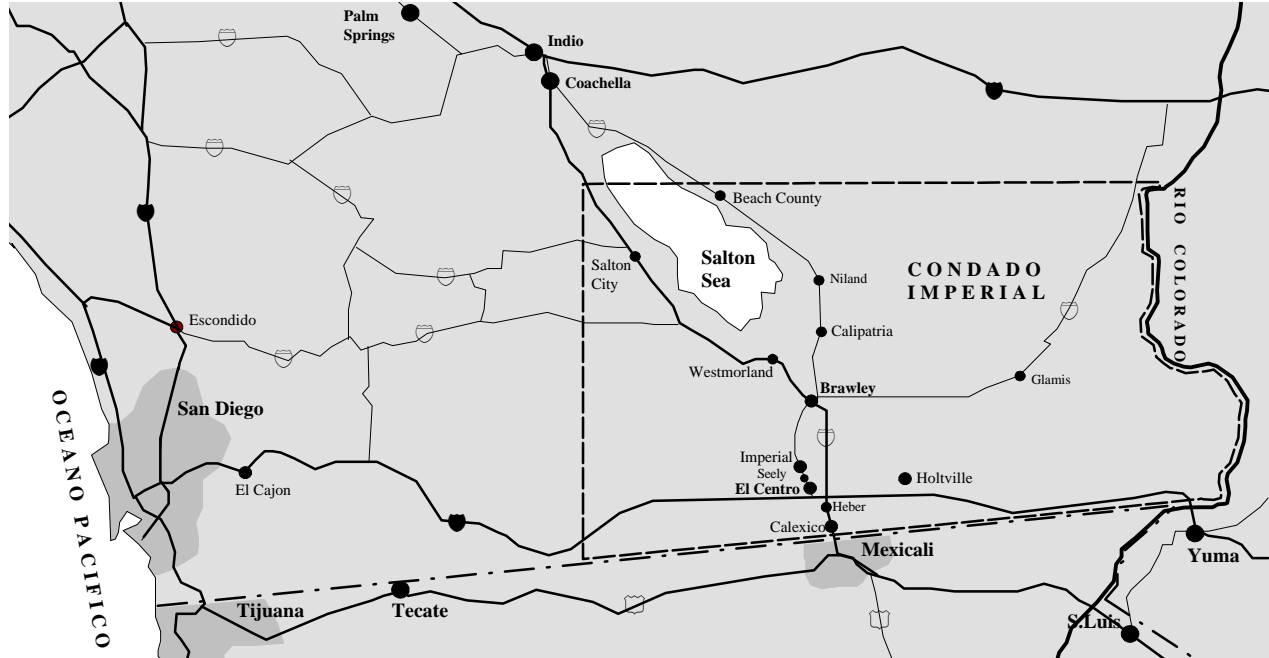 Palm
Springs
Indio
Coachella
Beach County
RIO COLORADO
Salton
City
Salton
Sea
CONDADO
IMPERIAL
Niland
Escondido
Calipatria
Westmorland
Glamis
Brawley
San Diego
OCEANO PACIFICO
Imperial
Seely
El Centro
Holtville
El Cajon
Heber
Calexico
Mexicali
Yuma
Tijuana
Tecate
S.Luis